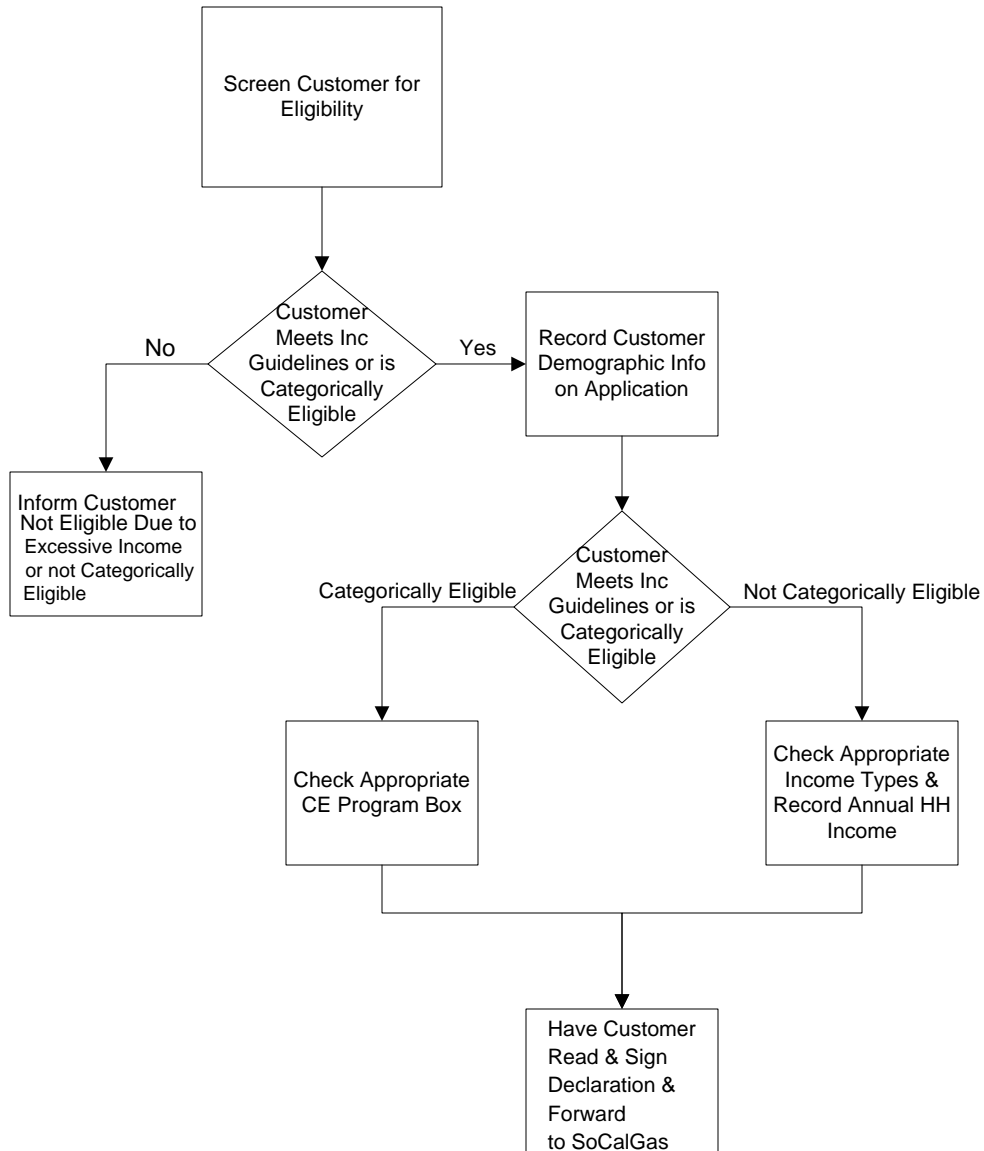 Screen Customer for
Eligibility
Customer
Meets Inc
Guidelines or is
Categorically
Eligible
No
Yes
Record Customer
Demographic Info
on Application
Inform Customer
Not Eligible Due to
Excessive Income
or not Categorically
Eligible
Customer
Meets Inc
Guidelines or is
Categorically
Eligible
Categorically Eligible
Not Categorically Eligible
Check Appropriate
CE Program Box
Check Appropriate
Income Types &
Record Annual HH
Income
Have Customer
Read & Sign
Declaration &
Forward
to SoCalGas